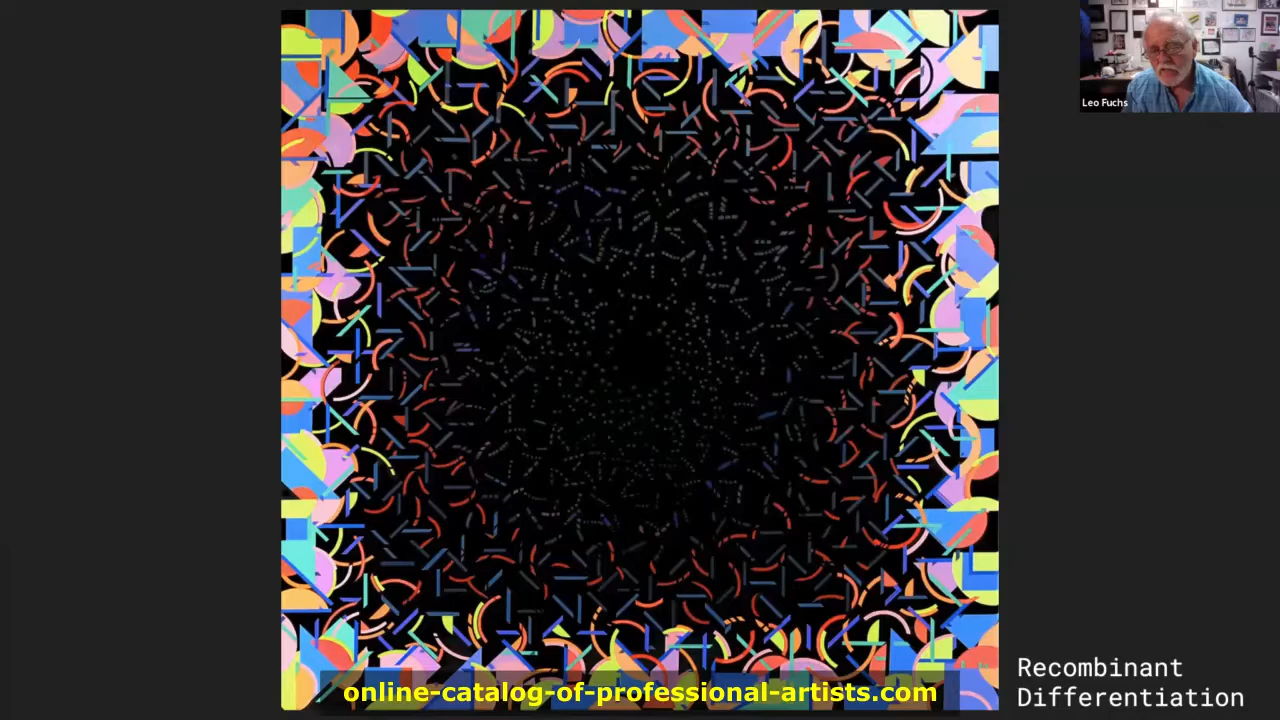 Leo Fuchs
Recombinant
Differentiation
online-catalog-of-professional-artists.com